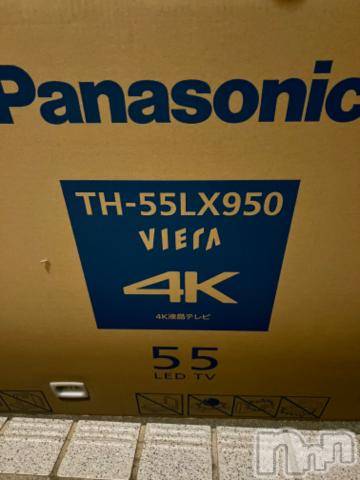 Panasonic
TH-55LX950
VIERA
4K
4K液晶テレビ
55
LED TV